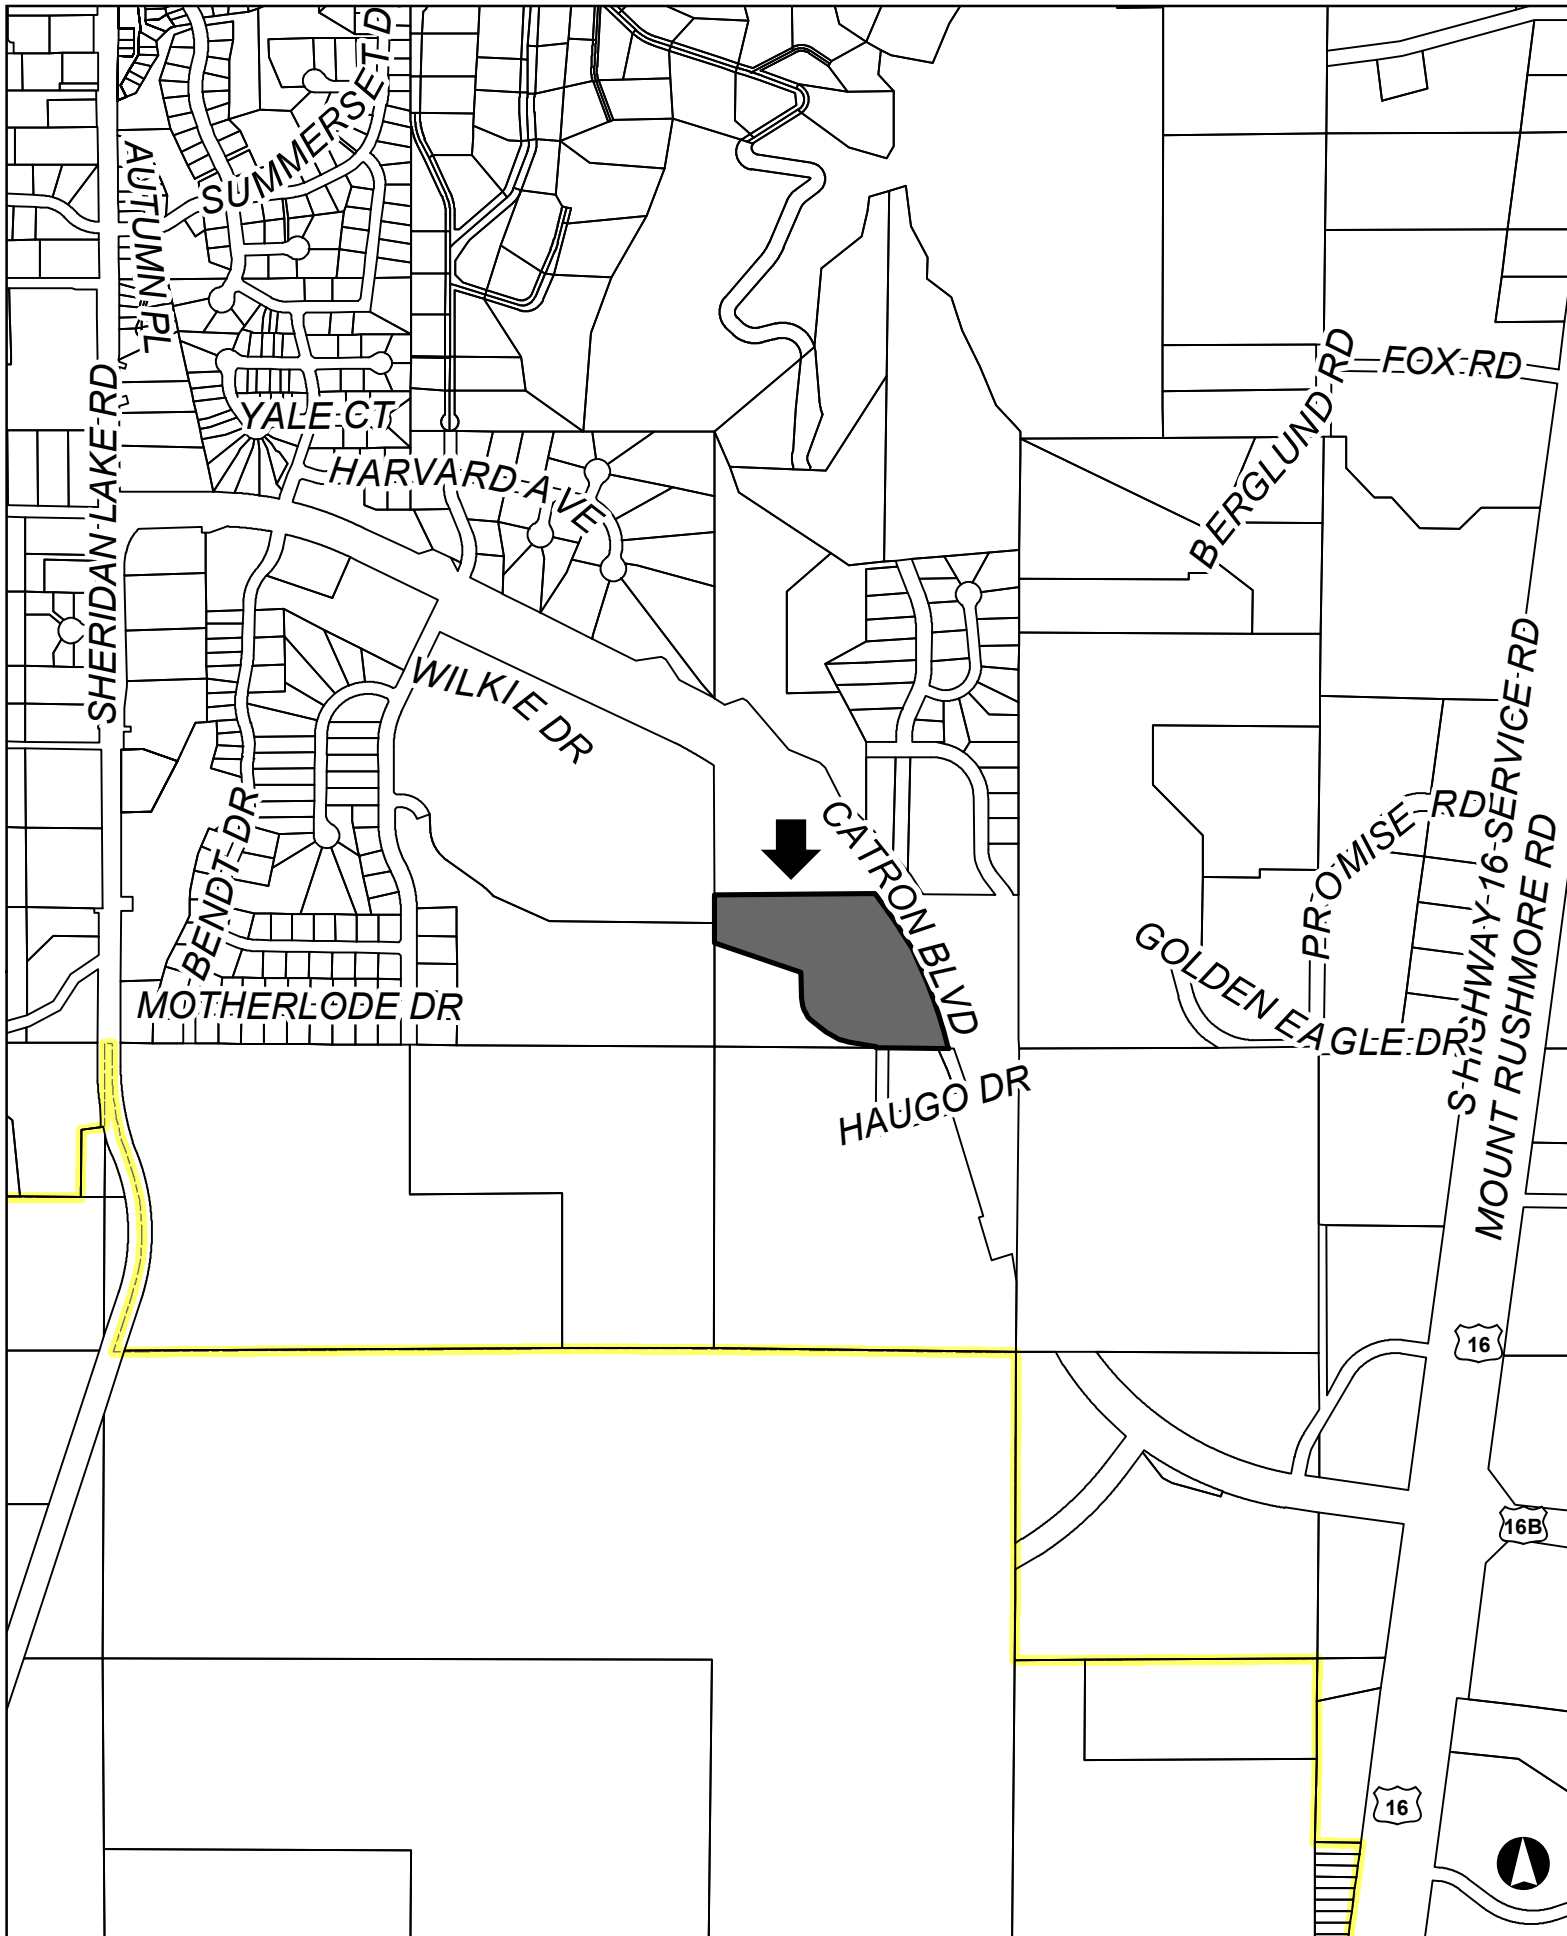 SUMMERSET D
AUTUMN PL
FOX RD
BERGLUND RD
SHERIDAN LAKE RD
YALE CT
HARVARD AVE
WILKIE DR
S HIGHWAY 16 SERVICE RD
BENDT DR
CATRON BLVD
PROMISE RD
MOUNT RUSHMORE RD
GOLDEN EAGLE DR
MOTHERLODE DR
HAUGO DR
16
16B
16